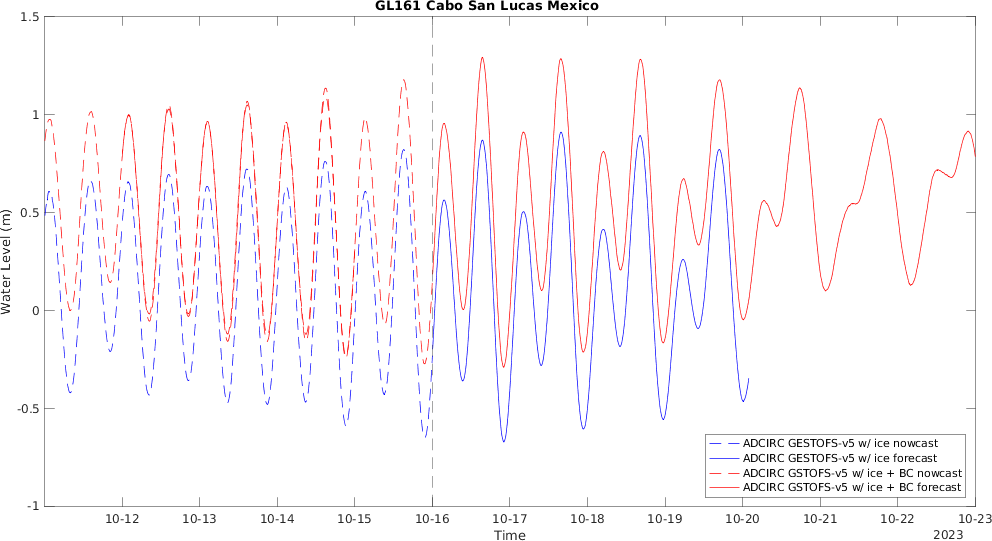 GL161 Cabo San Lucas Mexico
1.5
1
0.5
0
-0.5
-1
Water Level (m)
10-12 10-13 10-14 10-15 10-16 10-17 10-18 10-19 10-20 10-21 10-22 10-23
Time
2023
ADCIRC GESTOFS-v5 w/ ice nowcast
ADCIRC GESTOFS-v5 w/ ice forecast
ADCIRC GSTOFS-v5 w/ ice + BC nowcast
ADCIRC GSTOFS-v5 w/ ice + BC forecast